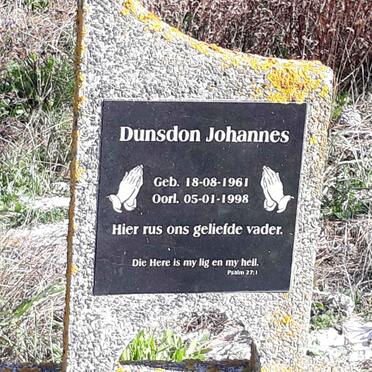 Dunsdon Johannes
Geb. 18-08-1961
Oorl. 05-01-1998
Hier rus ons geliefde vader.
Die Here is my lig en my heil.
Psalm 27:1